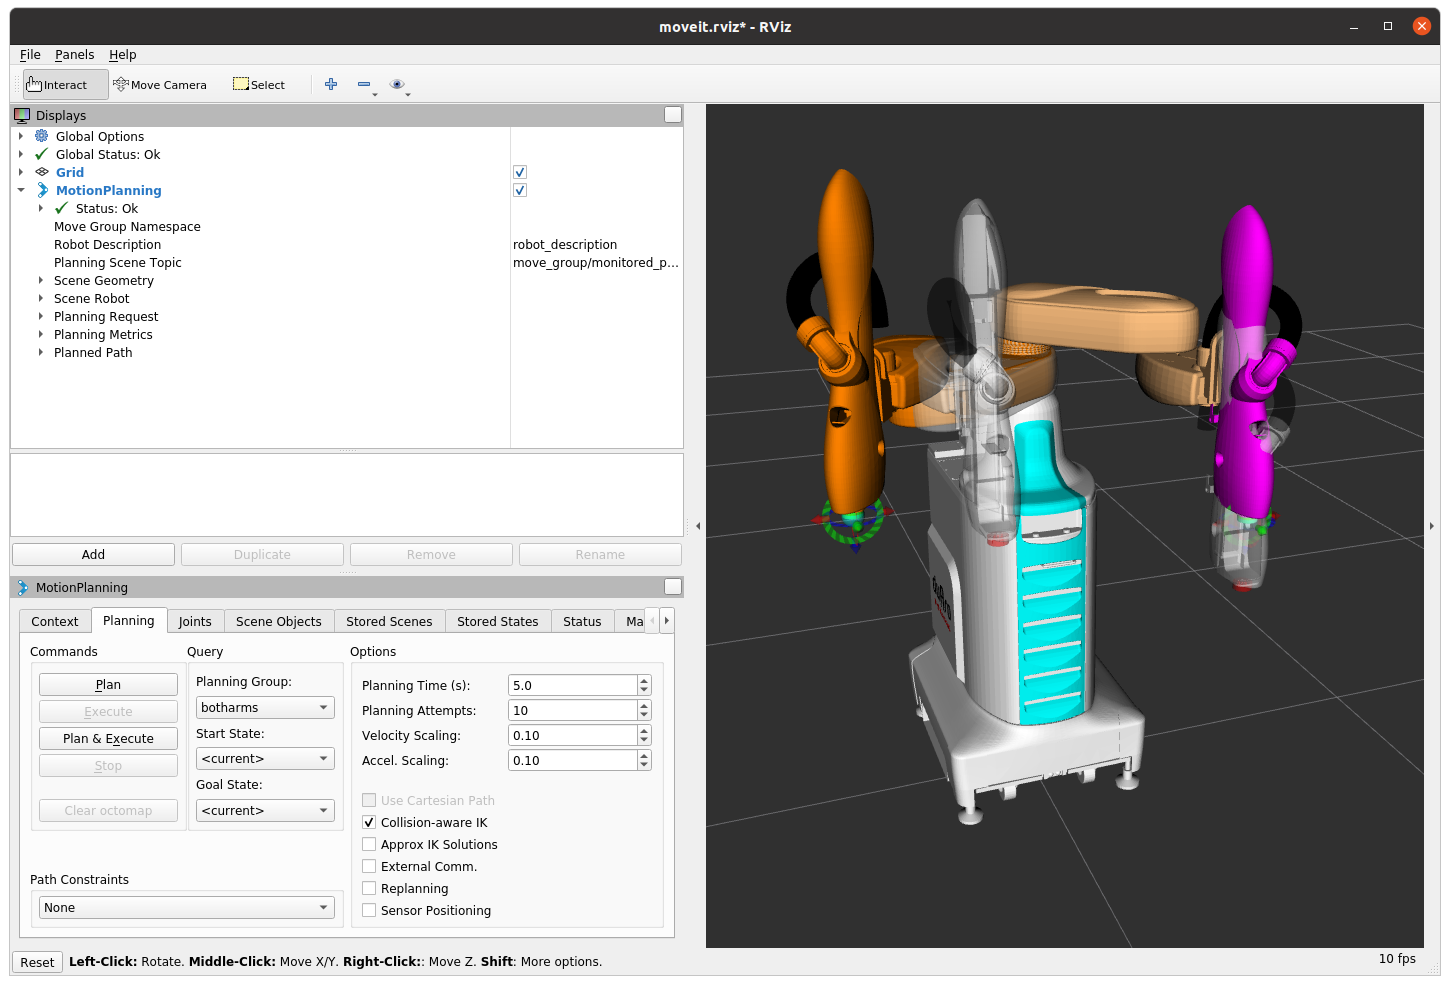 moveit.rviz* - RViz
File Panels Help
Interact Move Camera Select
Displays
Global Options
Global Status: Ok
Grid
MotionPlanning
Status: Ok
Move Group Namespace
Robot Description robot_description
Planning Scene Topic move_group/monitored_p...
Scene Geometry
Scene Robot
Planning Request
Planning Metrics
Planned Path
Add Duplicate Remove Rename
MotionPlanning
Context Planning Joints Scene Objects Stored Scenes Stored States Status Ma
Commands Query Options
Plan
Execute
Plan & Execute
Stop
Clear octomap
Planning Group:
botharms
Start State:
<current>
Goal State:
<current>
Planning Time (s): 5.0
Planning Attempts: 10
Velocity Scaling: 0.10
Accel. Scaling: 0.10
Use Cartesian Path
Collision-aware IK
Approx IK Solutions
External Comm.
Replanning
Sensor Positioning
Path Constraints
None
Reset Left-Click: Rotate. Middle-Click: Move X/Y. Right-Click:: Move Z. Shift: More options.
10 fps